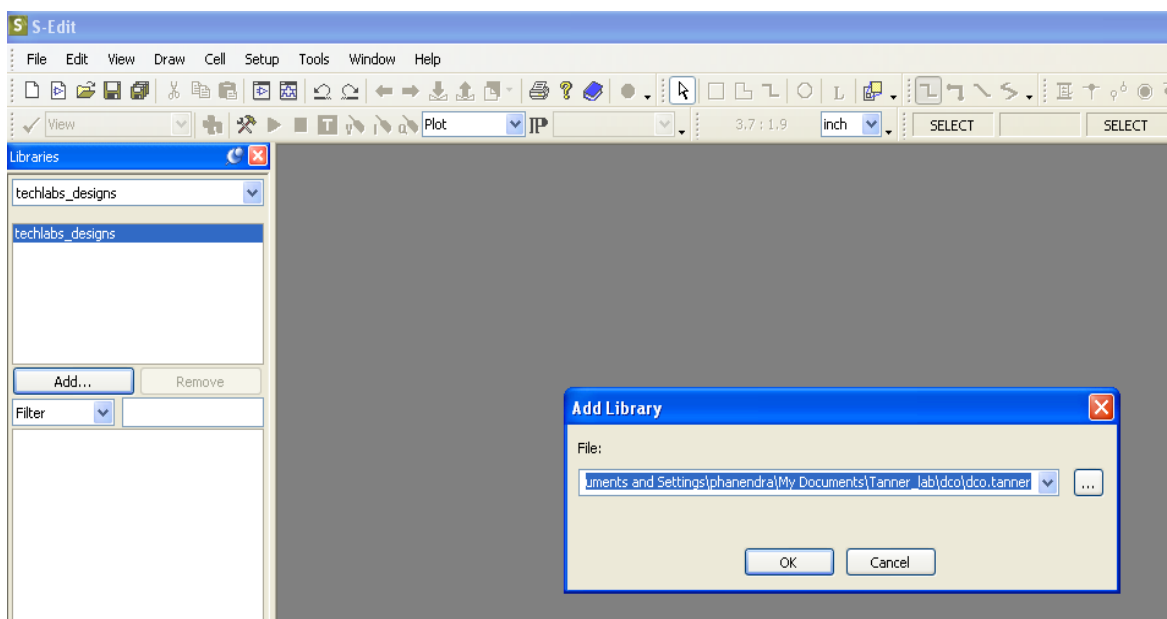 S S-Edit
File Edit View Draw Cell Setup Tools Window Help
L
View Plot IP 3.7 : 1.9 inch SELECT SELECT
Libraries
techlabs_designs
techlabs_designs
Add... Remove
Filter
Add Library
File:
uments and Settings\phanendra\My Documents\Tanner_lab\dco\dco.tanner ...
OK Cancel